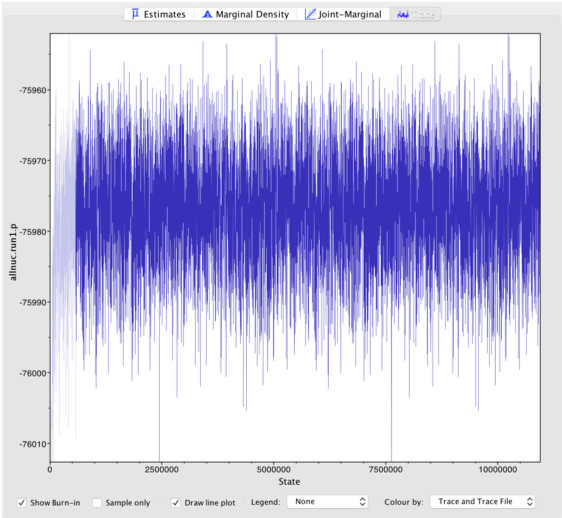 Estimates Marginal Density Joint-Marginal Trace
-75960
-75970
-75980
-75990
-76000
-76010
allnuc.run1.p
0 2500000 5000000 7500000 10000000
State
Show Burn-in Sample only Draw line plot Legend: None Colour by: Trace and Trace File